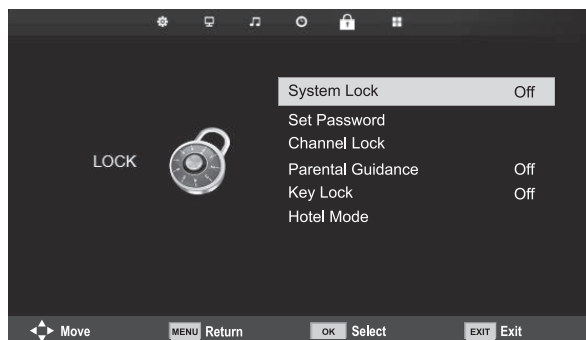 LOCK
System Lock Off
Set Password
Channel Lock
Parental Guidance Off
Key Lock Off
Hotel Mode
Move MENU Return OK Select EXIT Exit